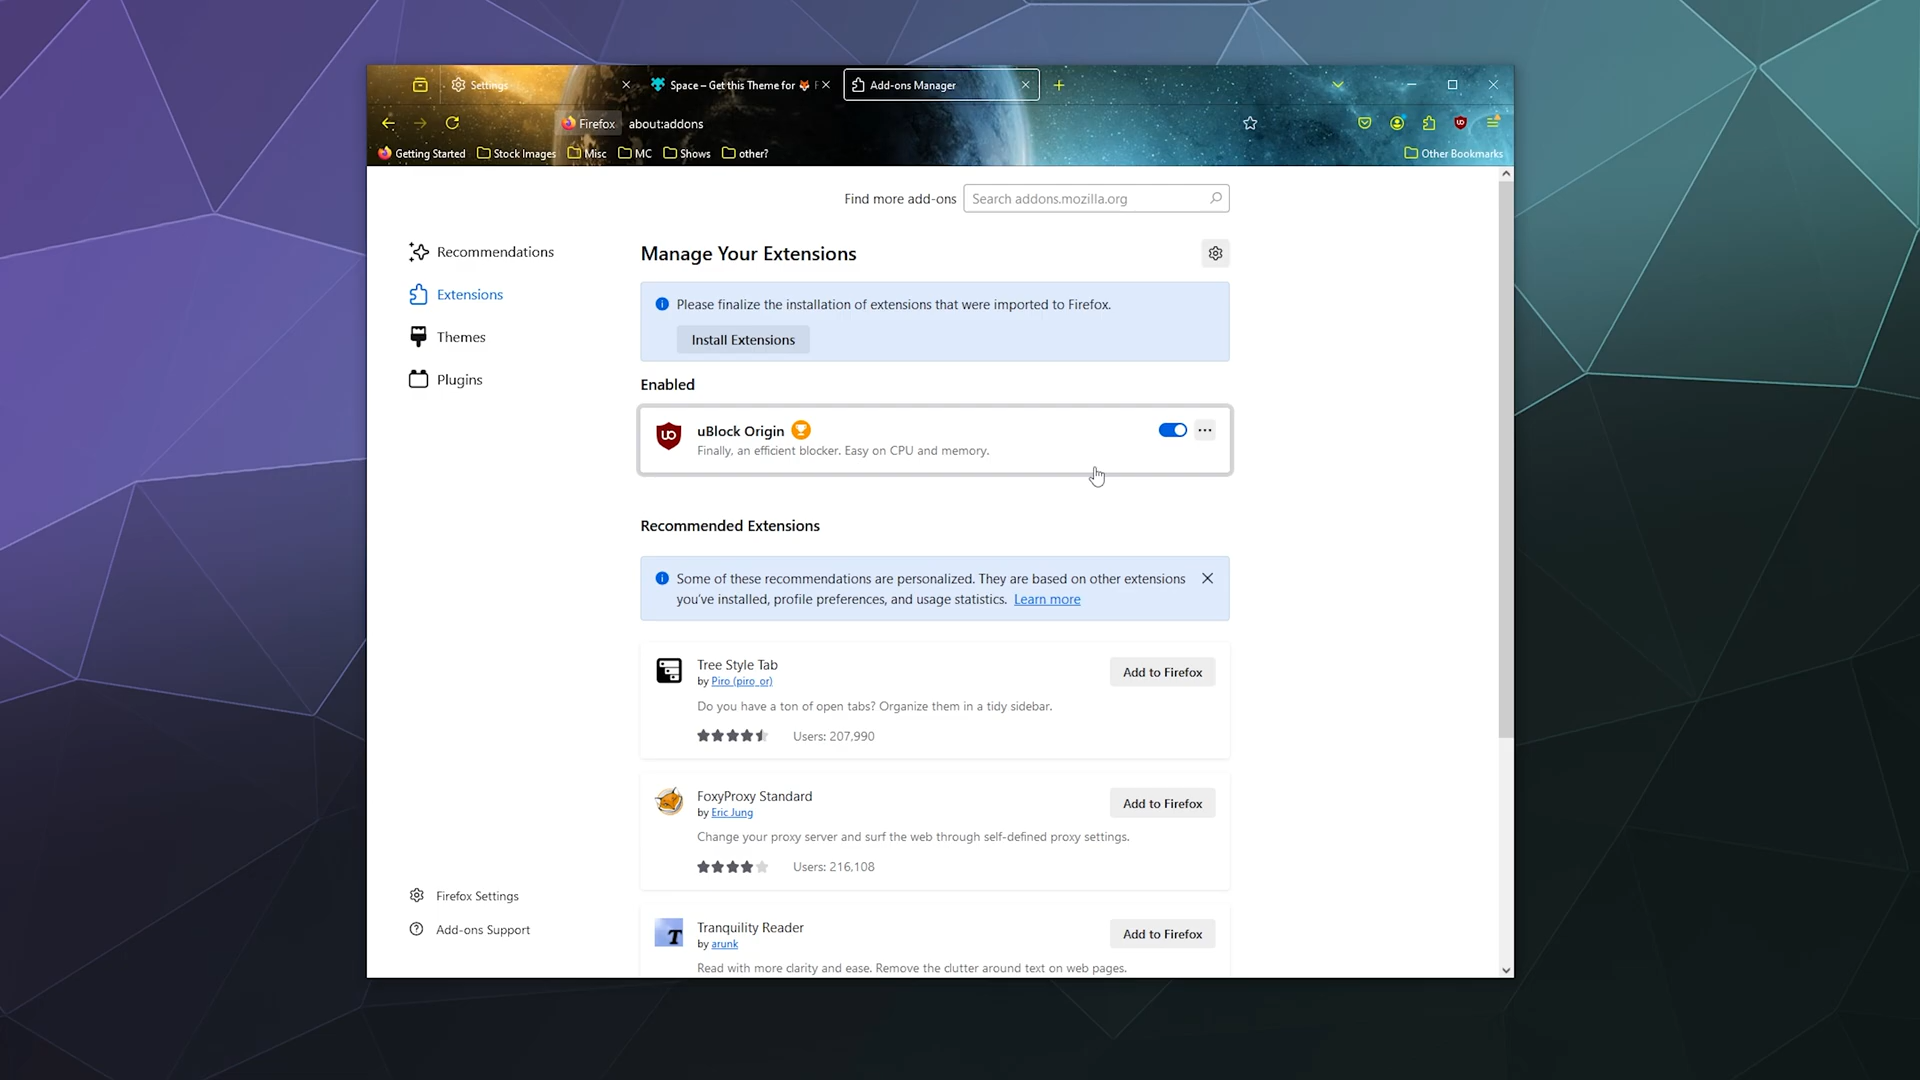 Settings
Space – Get this Theme for 🦊 F
Add-ons Manager
Firefox
about:addons
Getting Started
Stock Images
Misc
MC
Shows
other?
Other Bookmarks
Find more add-ons
Search addons.mozilla.org
Recommendations
Extensions
Themes
Plugins
Manage Your Extensions
Please finalize the installation of extensions that were imported to Firefox.
Install Extensions
Enabled
uBlock Origin
Finally, an efficient blocker. Easy on CPU and memory.
Recommended Extensions
Some of these recommendations are personalized. They are based on other extensions
you've installed, profile preferences, and usage statistics. Learn more
Tree Style Tab
by Piro (piro_or)
Add to Firefox
Do you have a ton of open tabs? Organize them in a tidy sidebar.
Users: 207,990
FoxyProxy Standard
by Eric Jung
Add to Firefox
Change your proxy server and surf the web through self-defined proxy settings.
Users: 216,108
Tranquility Reader
by arunk
Add to Firefox
Read with more clarity and ease. Remove the clutter around text on web pages.
Firefox Settings
Add-ons Support